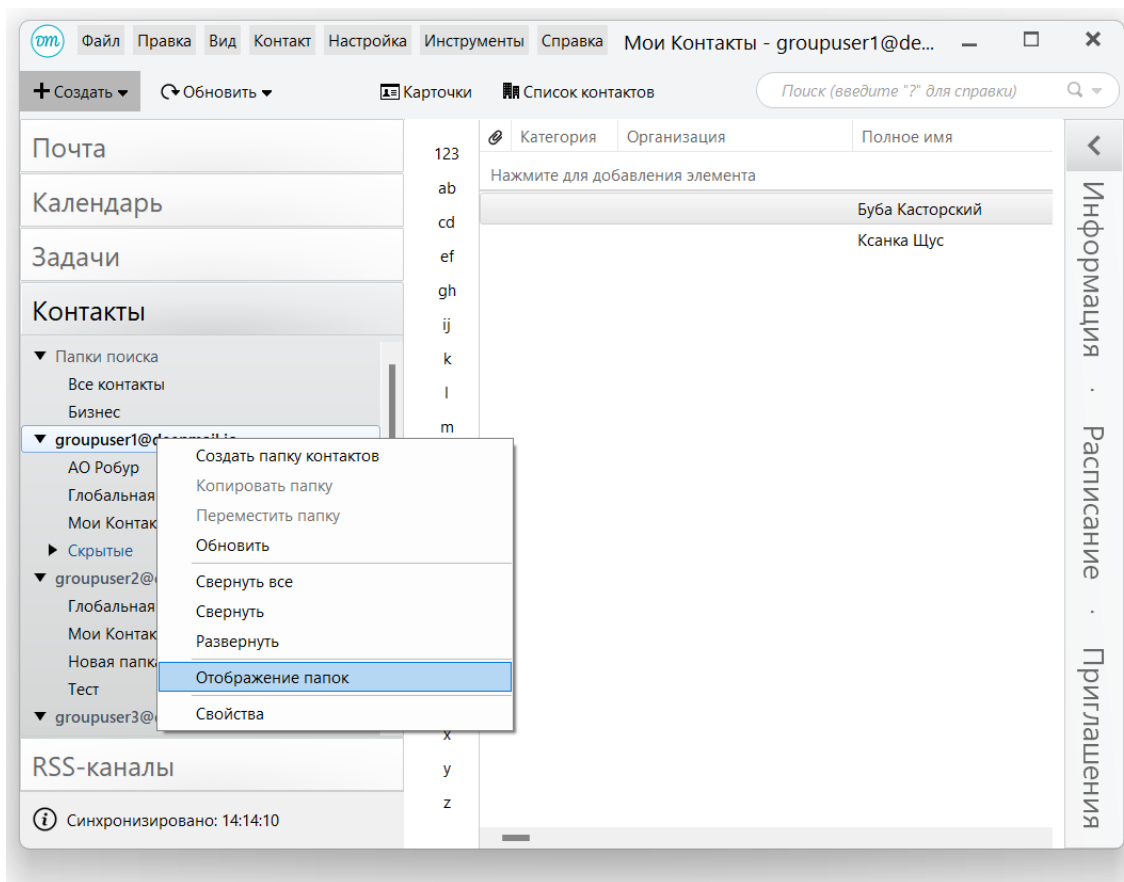 dm Файл Правка Вид Контакт Настройка Инструменты Справка Мои Контакты - groupuser1@de...
Создать Обновить Карточки Список контактов Поиск (введите "?" для справки)
Почта
Календарь
Задачи
Контакты
Папки поиска
Все контакты
Бизнес
groupuser1@
АО Робур
Глобальная
Мои Контак
Скрытые
groupuser2@
Глобальная
Мои Контак
Новая папк
Тест
groupuser3@
RSS-каналы
Синхронизировано: 14:14:10
Создать папку контактов
Копировать папку
Переместить папку
Обновить
Свернуть все
Свернуть
Развернуть
Отображение папок
Свойства
123
ab
cd
ef
gh
ij
k
l
m
x
y
z
Категория Организация Полное имя
Нажмите для добавления элемента
Буба Касторский
Ксанка Щус
Информация · Расписание · Приглашения